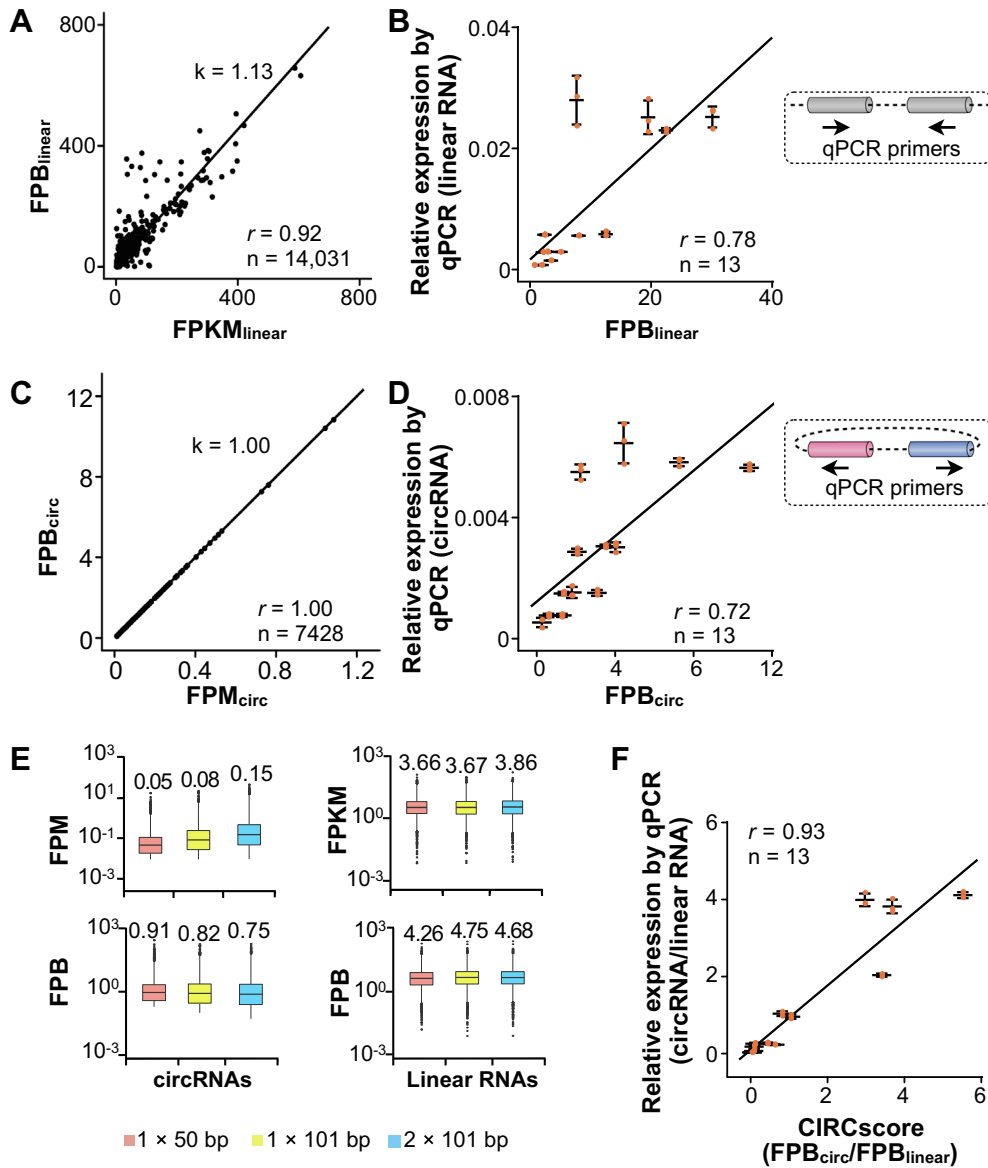 A
800
400
0
FPBlinear
k = 1.13
r = 0.92
n = 14,031
0
400
800
FPKMlinear
B
0.04
0.02
0
Relative expression by
qPCR (linear RNA)
r = 0.78
n = 13
0
20
40
FPBlinear
qPCR primers
C
12
8
4
0
FPBcirc
k = 1.00
r = 1.00
n = 7428
0
0.4
0.8
1.2
FPMcirc
D
0.008
0.004
0
Relative expression by
qPCR (circRNA)
r = 0.72
n = 13
0
4
8
12
FPBcirc
qPCR primers
E
10³
10¹
10⁻¹
10⁻³
FPM
0.05
0.08
0.15
10³
10⁰
10⁻³
FPKM
3.66
3.67
3.86
10³
10⁰
10⁻³
FPB
0.91
0.82
0.75
circRNAs
10³
10⁰
10⁻³
FPB
4.26
4.75
4.68
Linear RNAs
1 × 50 bp
1 × 101 bp
2 × 101 bp
F
6
4
2
0
Relative expression by qPCR
(circRNA/linear RNA)
r = 0.93
n = 13
0
2
4
6
CIRCscore
(FPBcirc/FPBlinear)